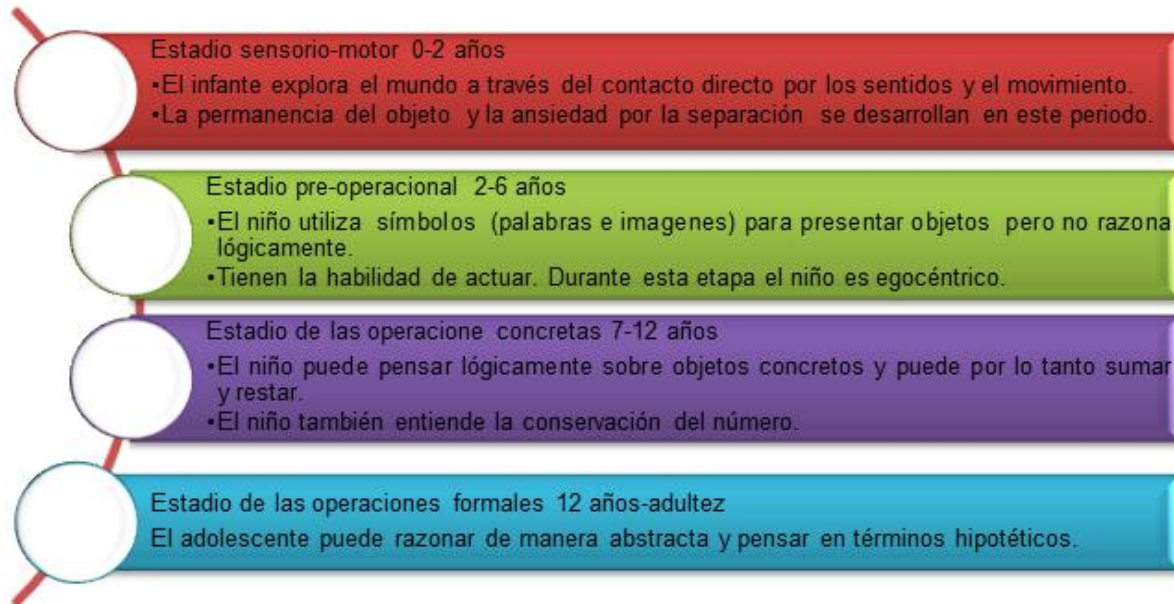 Estadio sensorio-motor 0-2 años
•El infante explora el mundo a través del contacto directo por los sentidos y el movimiento.
•La permanencia del objeto y la ansiedad por la separación se desarrollan en este periodo.
Estadio pre-operacional 2-6 años
•El niño utiliza símbolos (palabras e imagenes) para presentar objetos pero no razona
lógicamente.
•Tienen la habilidad de actuar. Durante esta etapa el niño es egocéntrico.
Estadio de las operacione concretas 7-12 años
•El niño puede pensar lógicamente sobre objetos concretos y puede por lo tanto sumar
y restar.
•El niño también entiende la conservación del número.
Estadio de las operaciones formales 12 años-adultez
El adolescente puede razonar de manera abstracta y pensar en términos hipotéticos.